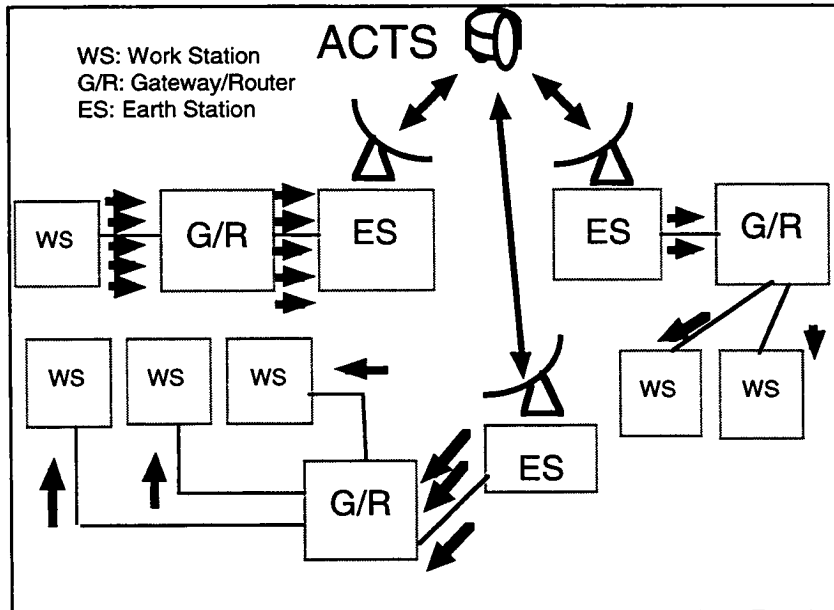 ACTS
WS: Work Station
G/R: Gateway/Router
ES: Earth Station
WS
G/R
ES
ES
G/R
WS
WS
WS
WS
WS
ES
G/R